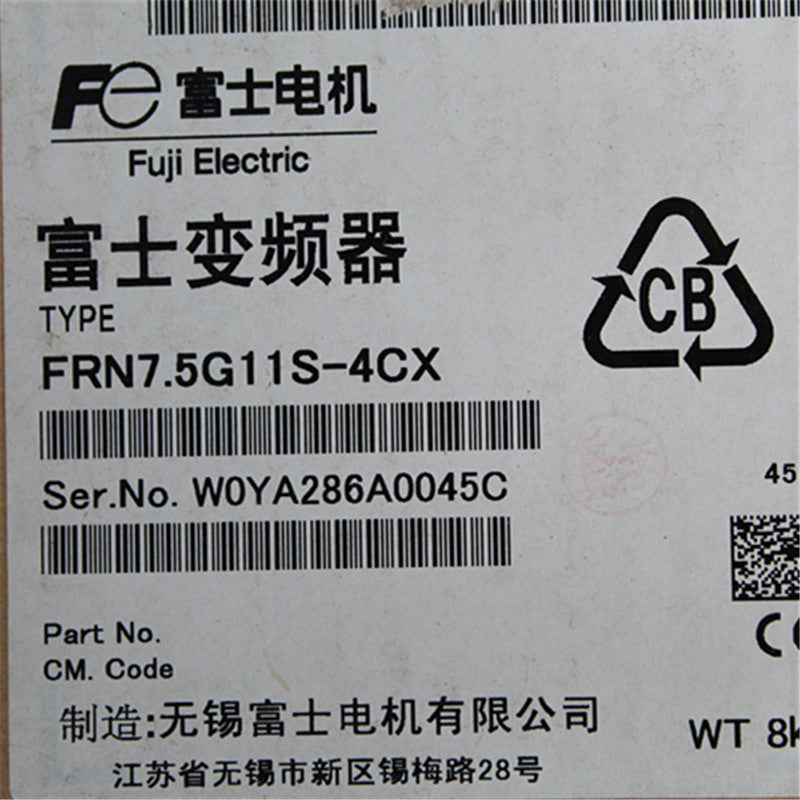 Fe 富士电机
Fuji Electric
富士变频器
TYPE
FRN7.5G11S-4CX
CB
Ser.No. W0YA286A0045C
45
Part No.
CM. Code
CE
制造:无锡富士电机有限公司
WT 8k
江苏省无锡市新区锡梅路28号